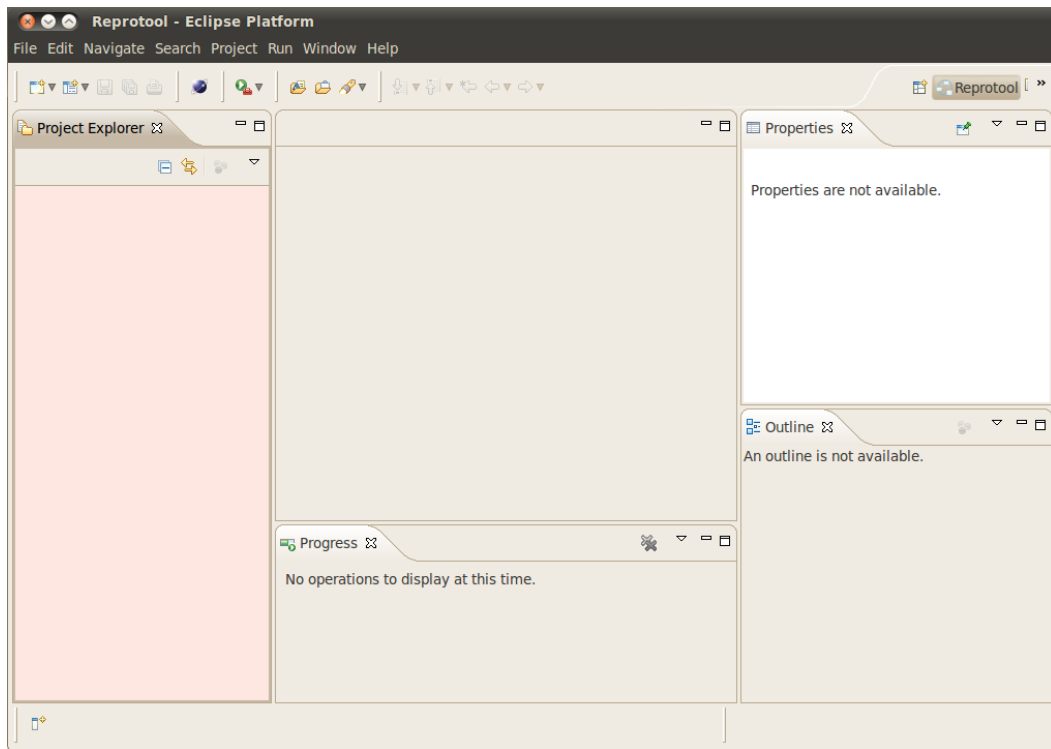 Reprotool - Eclipse Platform
File Edit Navigate Search Project Run Window Help
Reprotool
Project Explorer
Properties
Properties are not available.
Outline
An outline is not available.
Progress
No operations to display at this time.